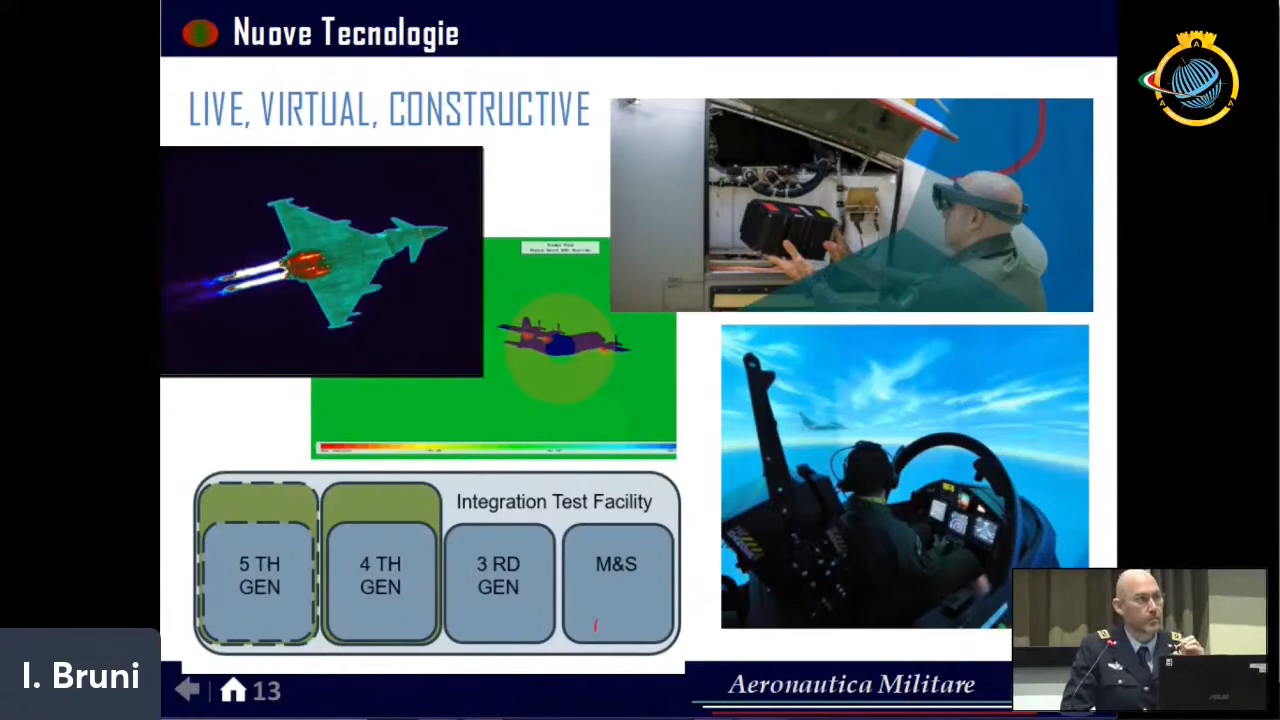 Nuove Tecnologie
LIVE, VIRTUAL, CONSTRUCTIVE
Integration Test Facility
5 TH
GEN
4 TH
GEN
3 RD
GEN
M&S
I. Bruni
13
Aeronautica Militare